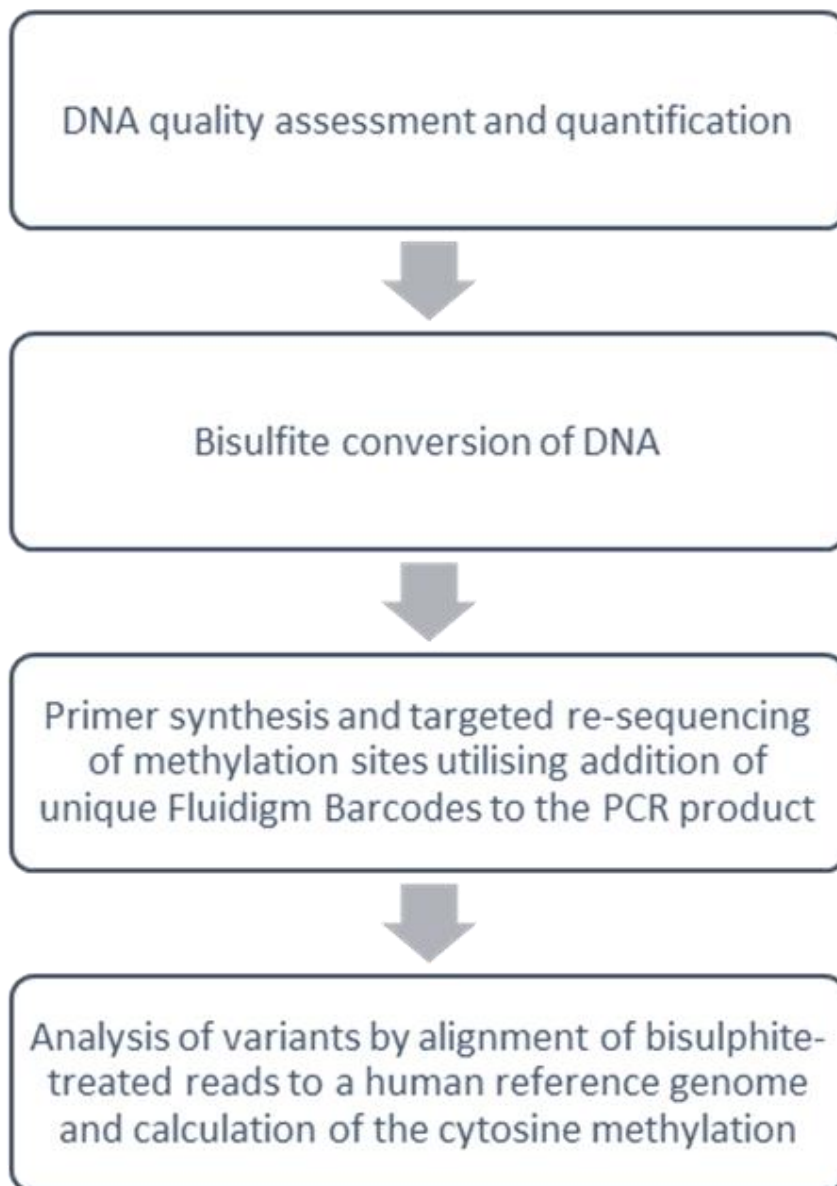 DNA quality assessment and quantification
Bisulfite conversion of DNA
Primer synthesis and targeted re-sequencing
of methylation sites utilising addition of
unique Fluidigm Barcodes to the PCR product
Analysis of variants by alignment of bisulphite-
treated reads to a human reference genome
and calculation of the cytosine methylation